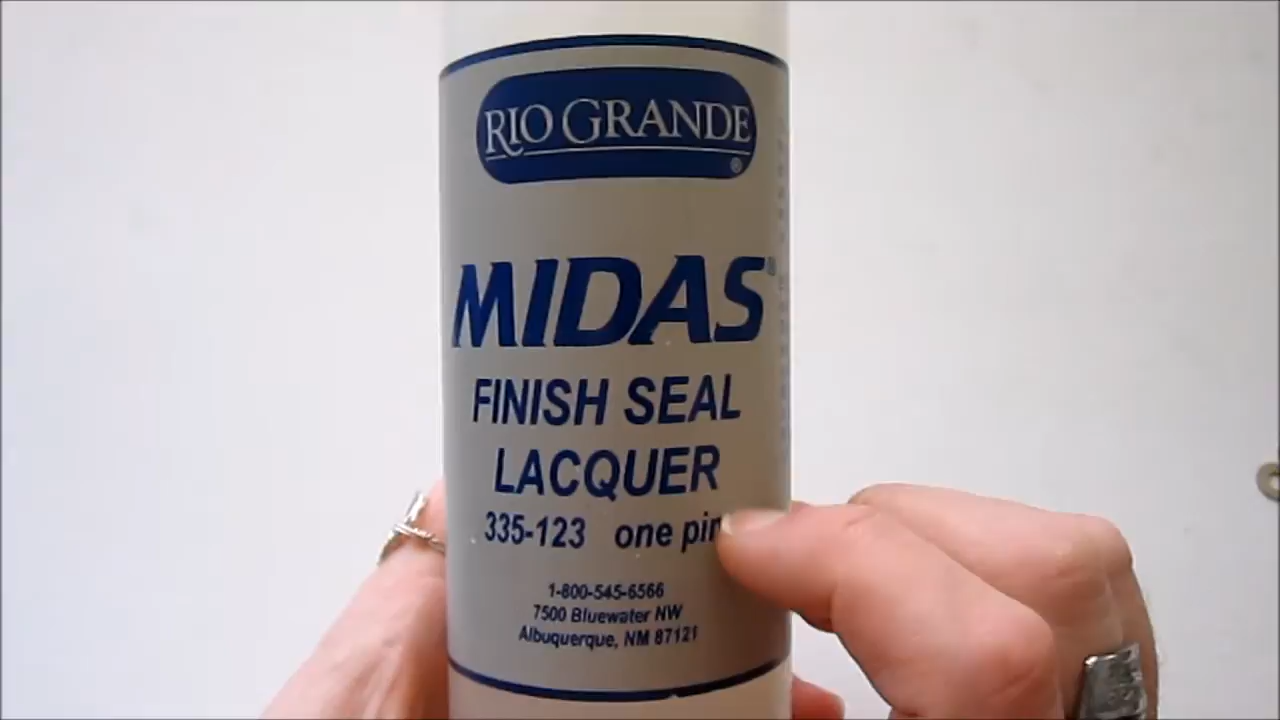 RIO GRANDE®
MIDAS®
FINISH SEAL
LACQUER
335-123 one pin
1-800-545-6566
7500 Bluewater NW
Albuquerque, NM 87121